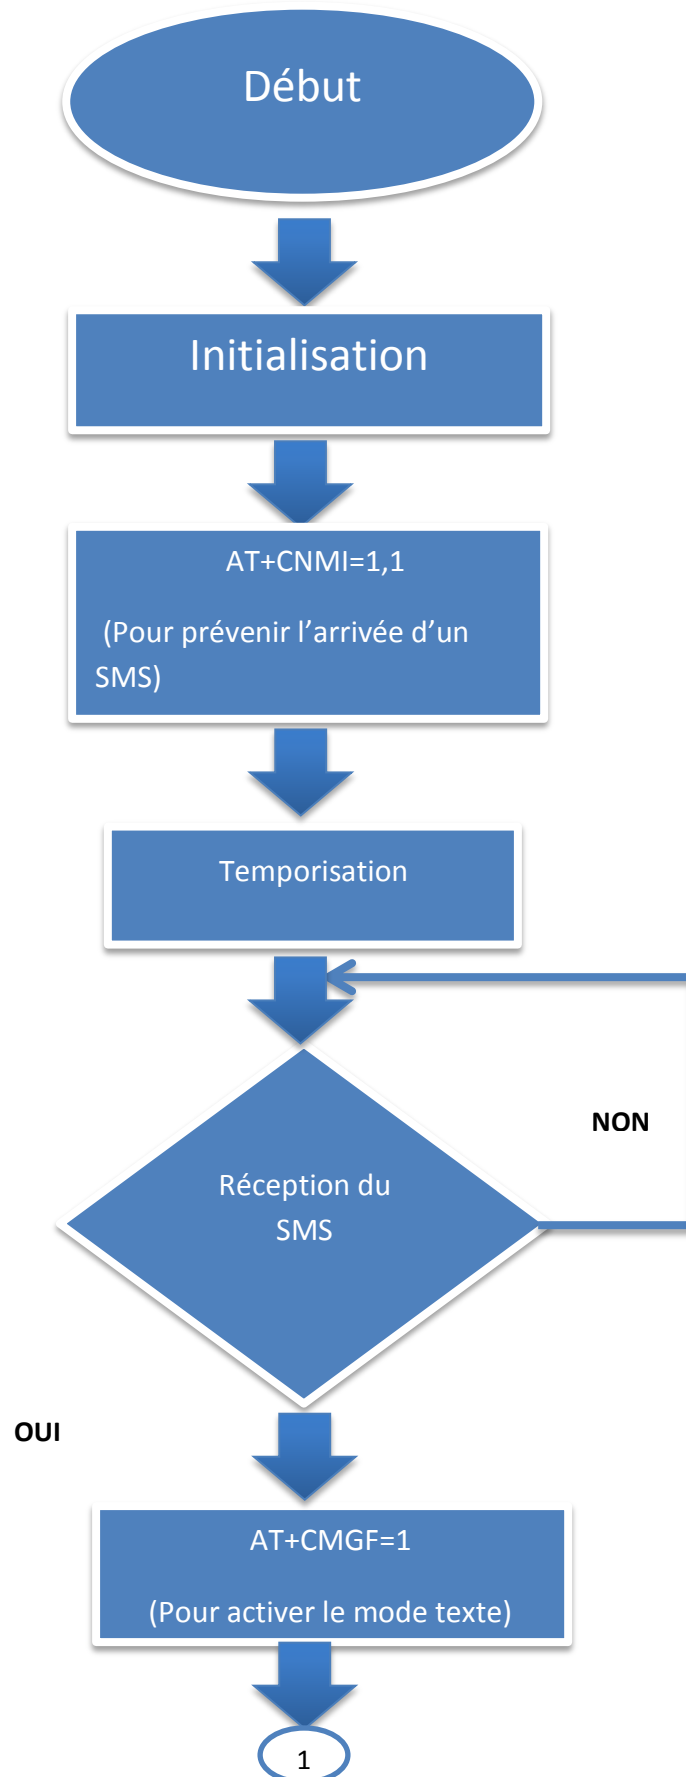 Début
Initialisation
AT+CNMI=1,1
(Pour prévenir l’arrivée d’un
SMS)
Temporisation
NON
Réception du
SMS
OUI
AT+CMGF=1
(Pour activer le mode texte)
1